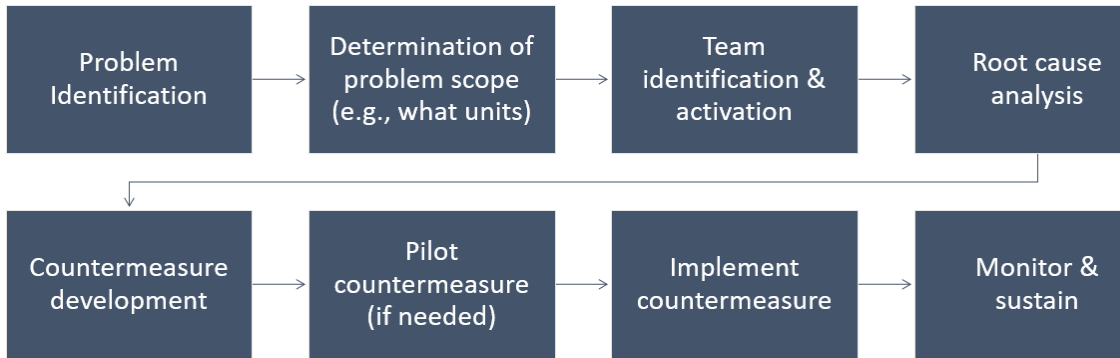 Problem
Identification
Determination of
problem scope
(e.g., what units)
Team
identification &
activation
Root cause
analysis
Countermeasure
development
Pilot
countermeasure
(if needed)
Implement
countermeasure
Monitor &
sustain